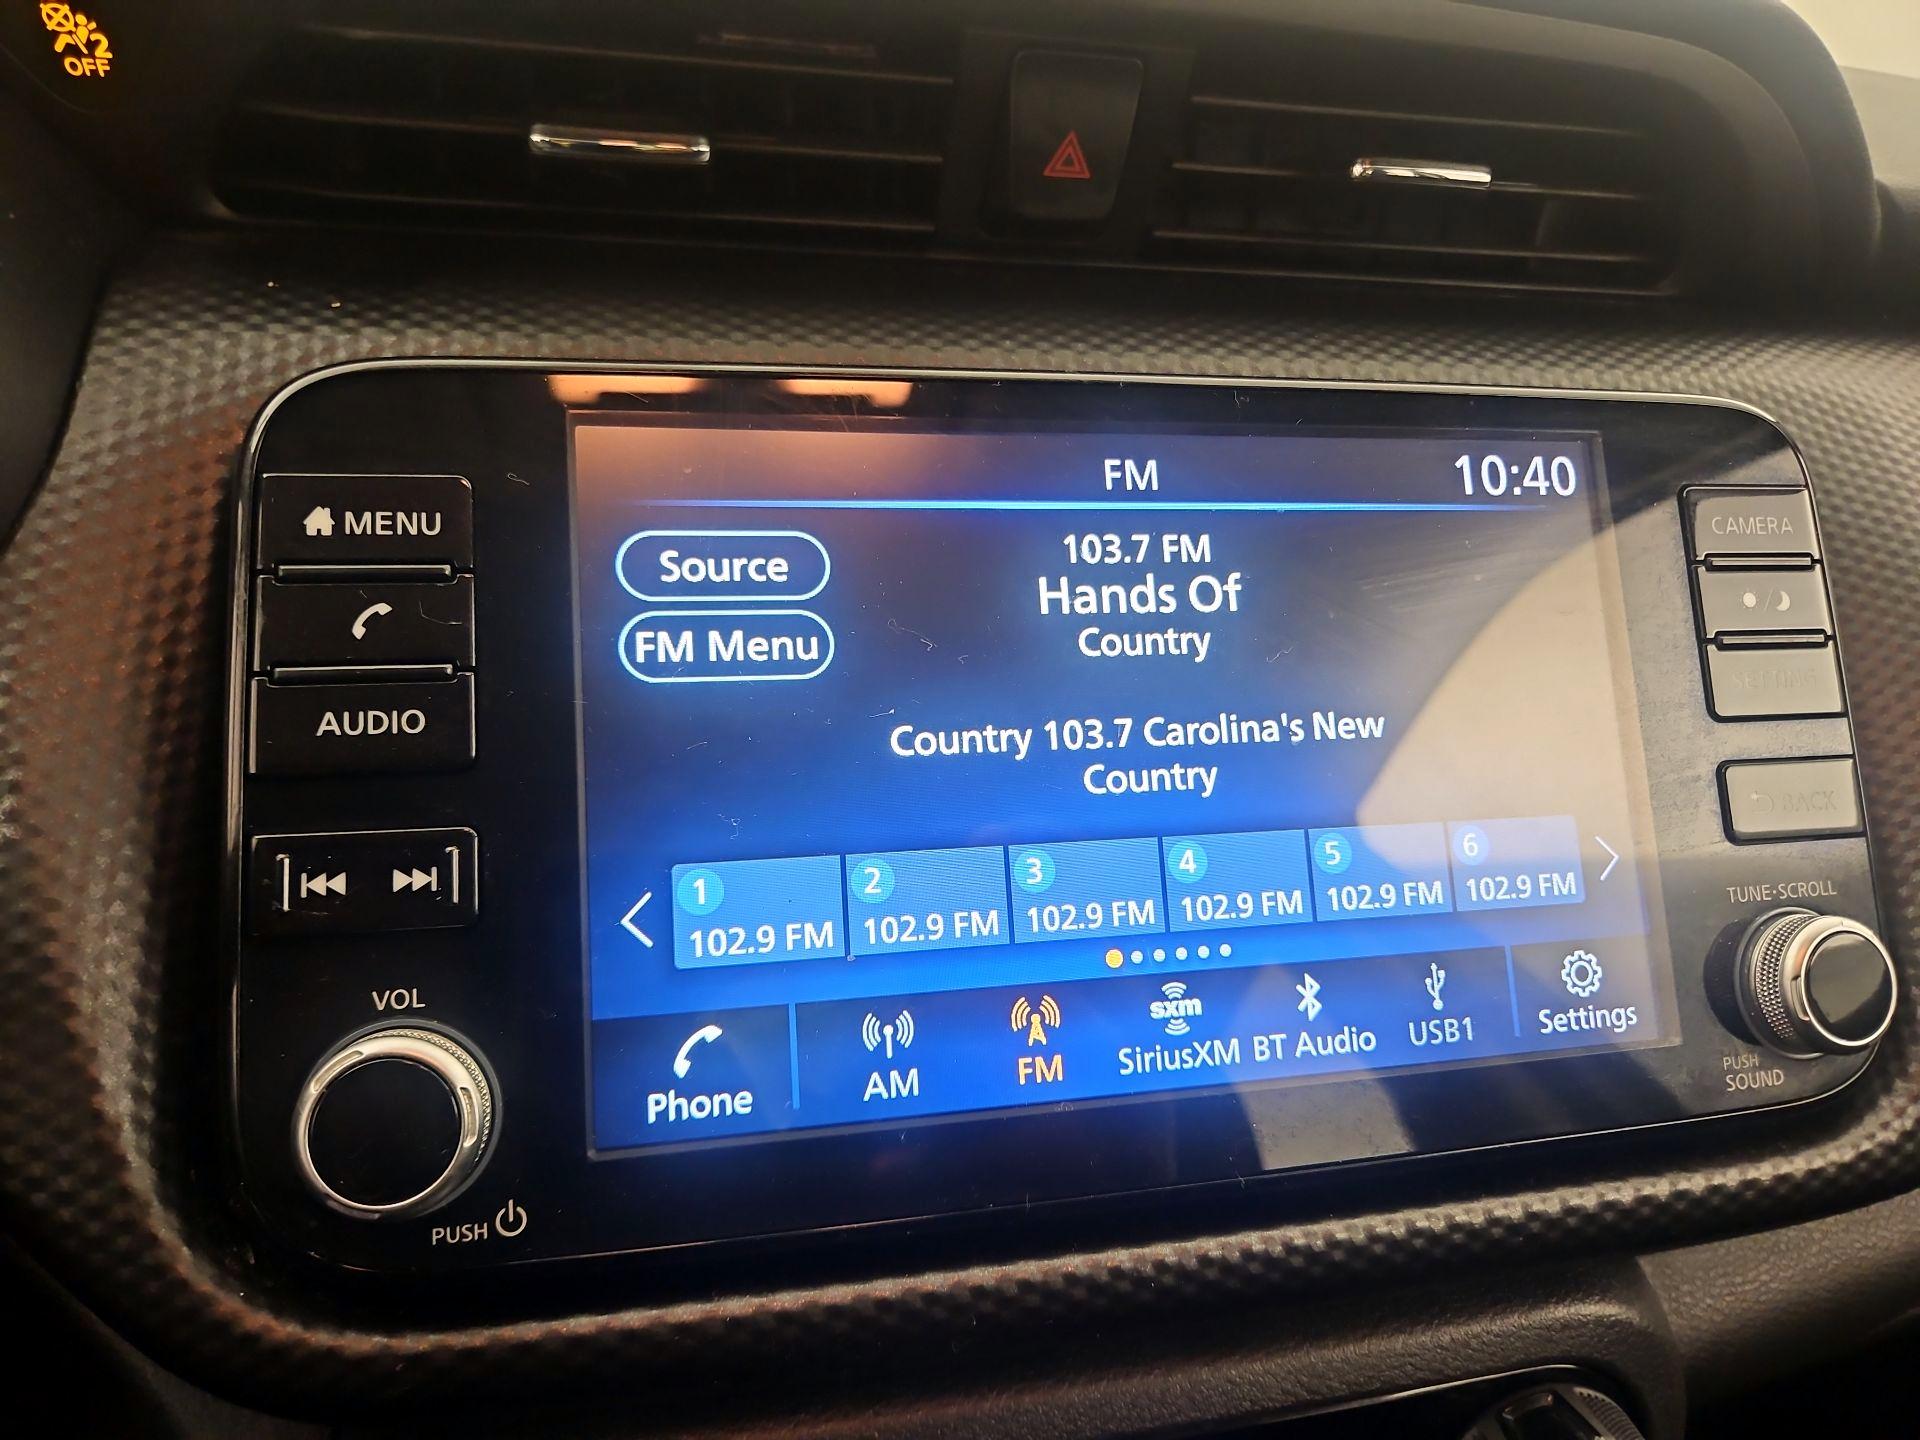 2
OFF
FM
10:40
MENU
Source
103.7 FM
Hands Of
Country
FM Menu
AUDIO
Country 103.7 Carolina's New
Country
1
102.9 FM
2
102.9 FM
3
102.9 FM
4
102.9 FM
5
102.9 FM
6
102.9 FM
Phone
AM
FM
sxm
SiriusXM
BT Audio
USB1
Settings
VOL
PUSH
CAMERA
SETTING
BACK
TUNE·SCROLL
PUSH
SOUND